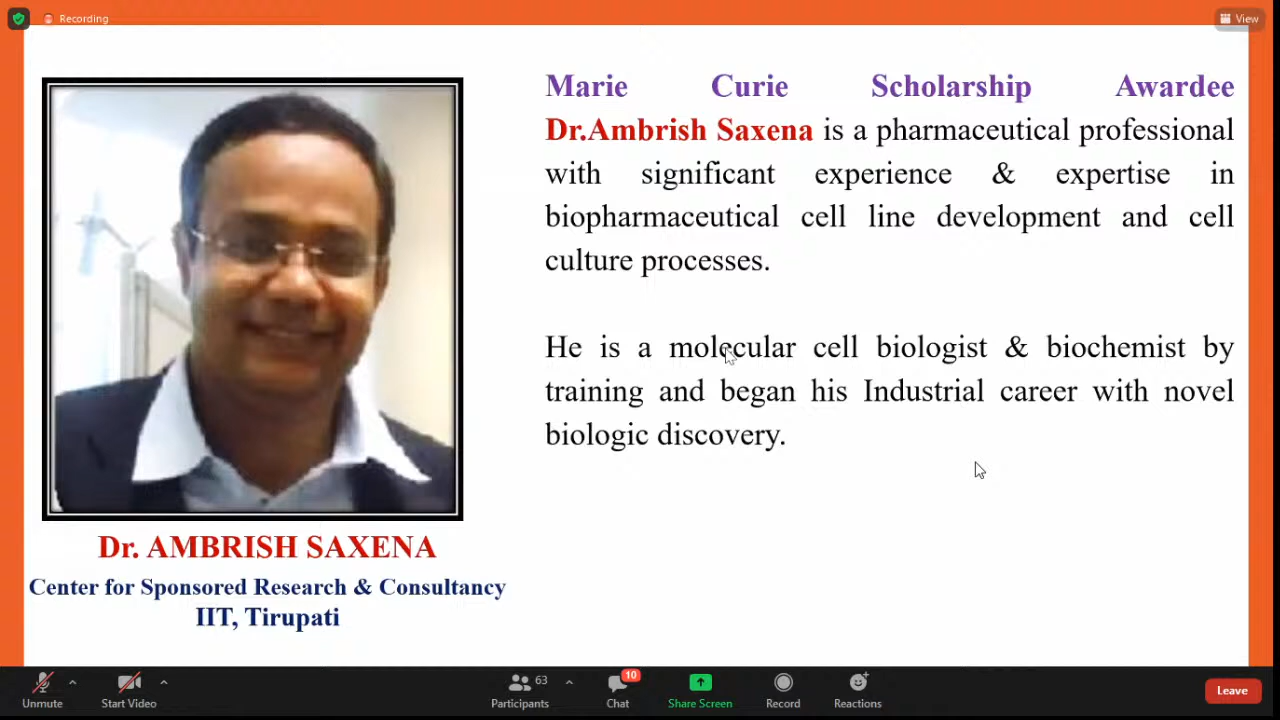 Recording
View
Marie Curie Scholarship Awardee
Dr.Ambrish Saxena is a pharmaceutical professional
with significant experience & expertise in
biopharmaceutical cell line development and cell
culture processes.
He is a molecular cell biologist & biochemist by
training and began his Industrial career with novel
biologic discovery.
Dr. AMBRISH SAXENA
Center for Sponsored Research & Consultancy
IIT, Tirupati
Unmute
Start Video
63
Participants
10
Chat
Share Screen
Record
Reactions
Leave